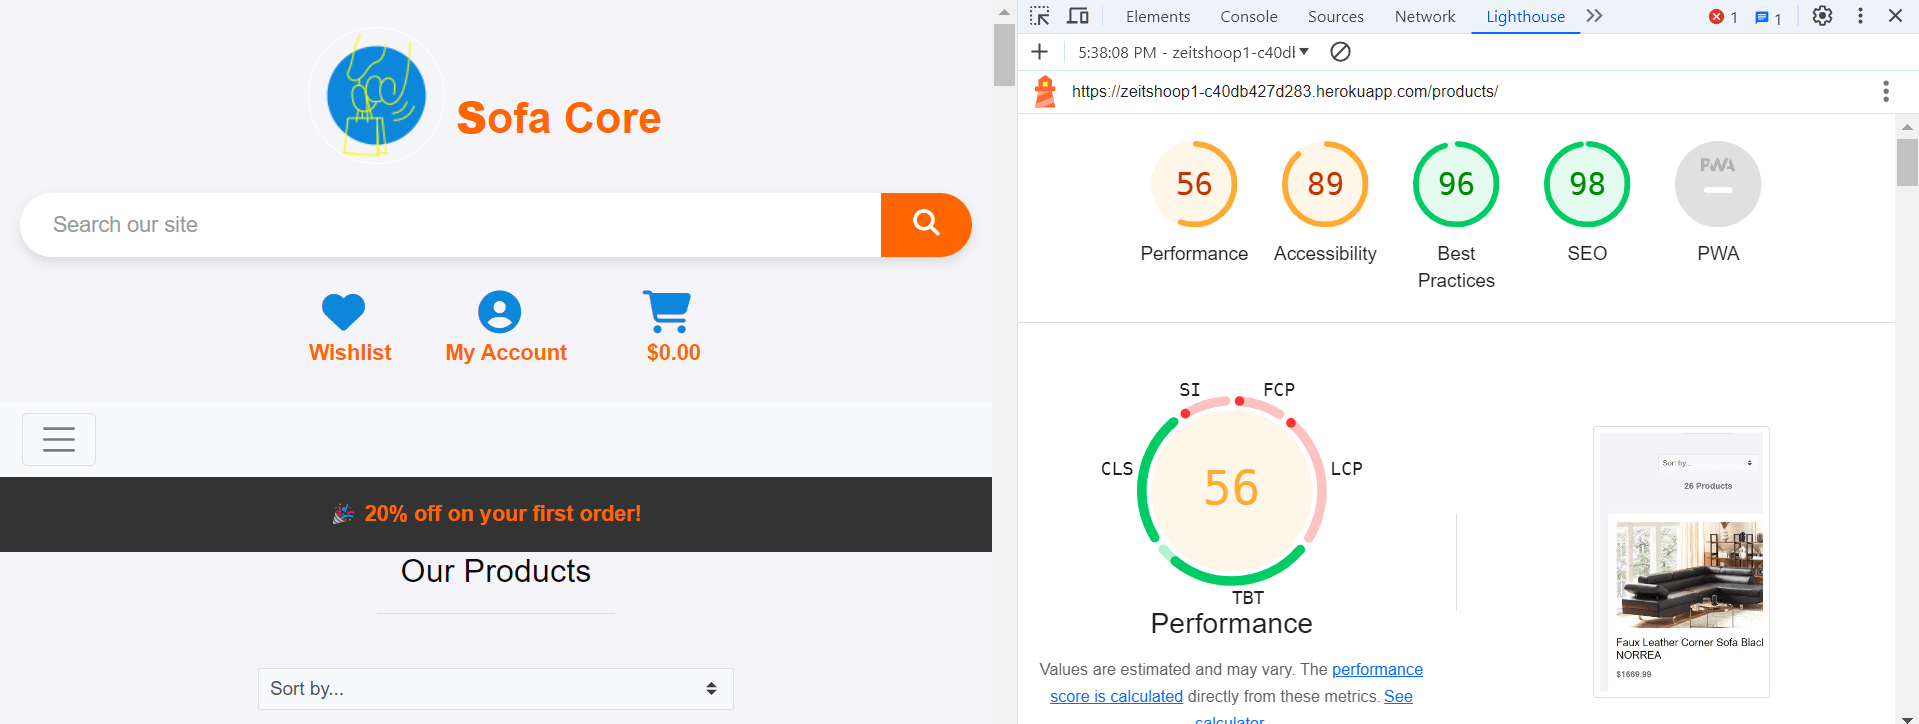 Sofa Core
Search our site
Wishlist
My Account
$0.00
🎉 20% off on your first order!
Our Products
Sort by...
Elements
Console
Sources
Network
Lighthouse
1
1
5:38:08 PM - zeitshoop1-c40d
https://zeitshoop1-c40db427d283.herokuapp.com/products/
56
89
96
98
PWA
Performance
Accessibility
Best
Practices
SEO
PWA
SI
FCP
CLS
LCP
56
TBT
Performance
Values are estimated and may vary. The performance
score is calculated directly from these metrics. See
calculator
Sort by...
26 Products
Faux Leather Corner Sofa Blacl
NORREA
$1669.99